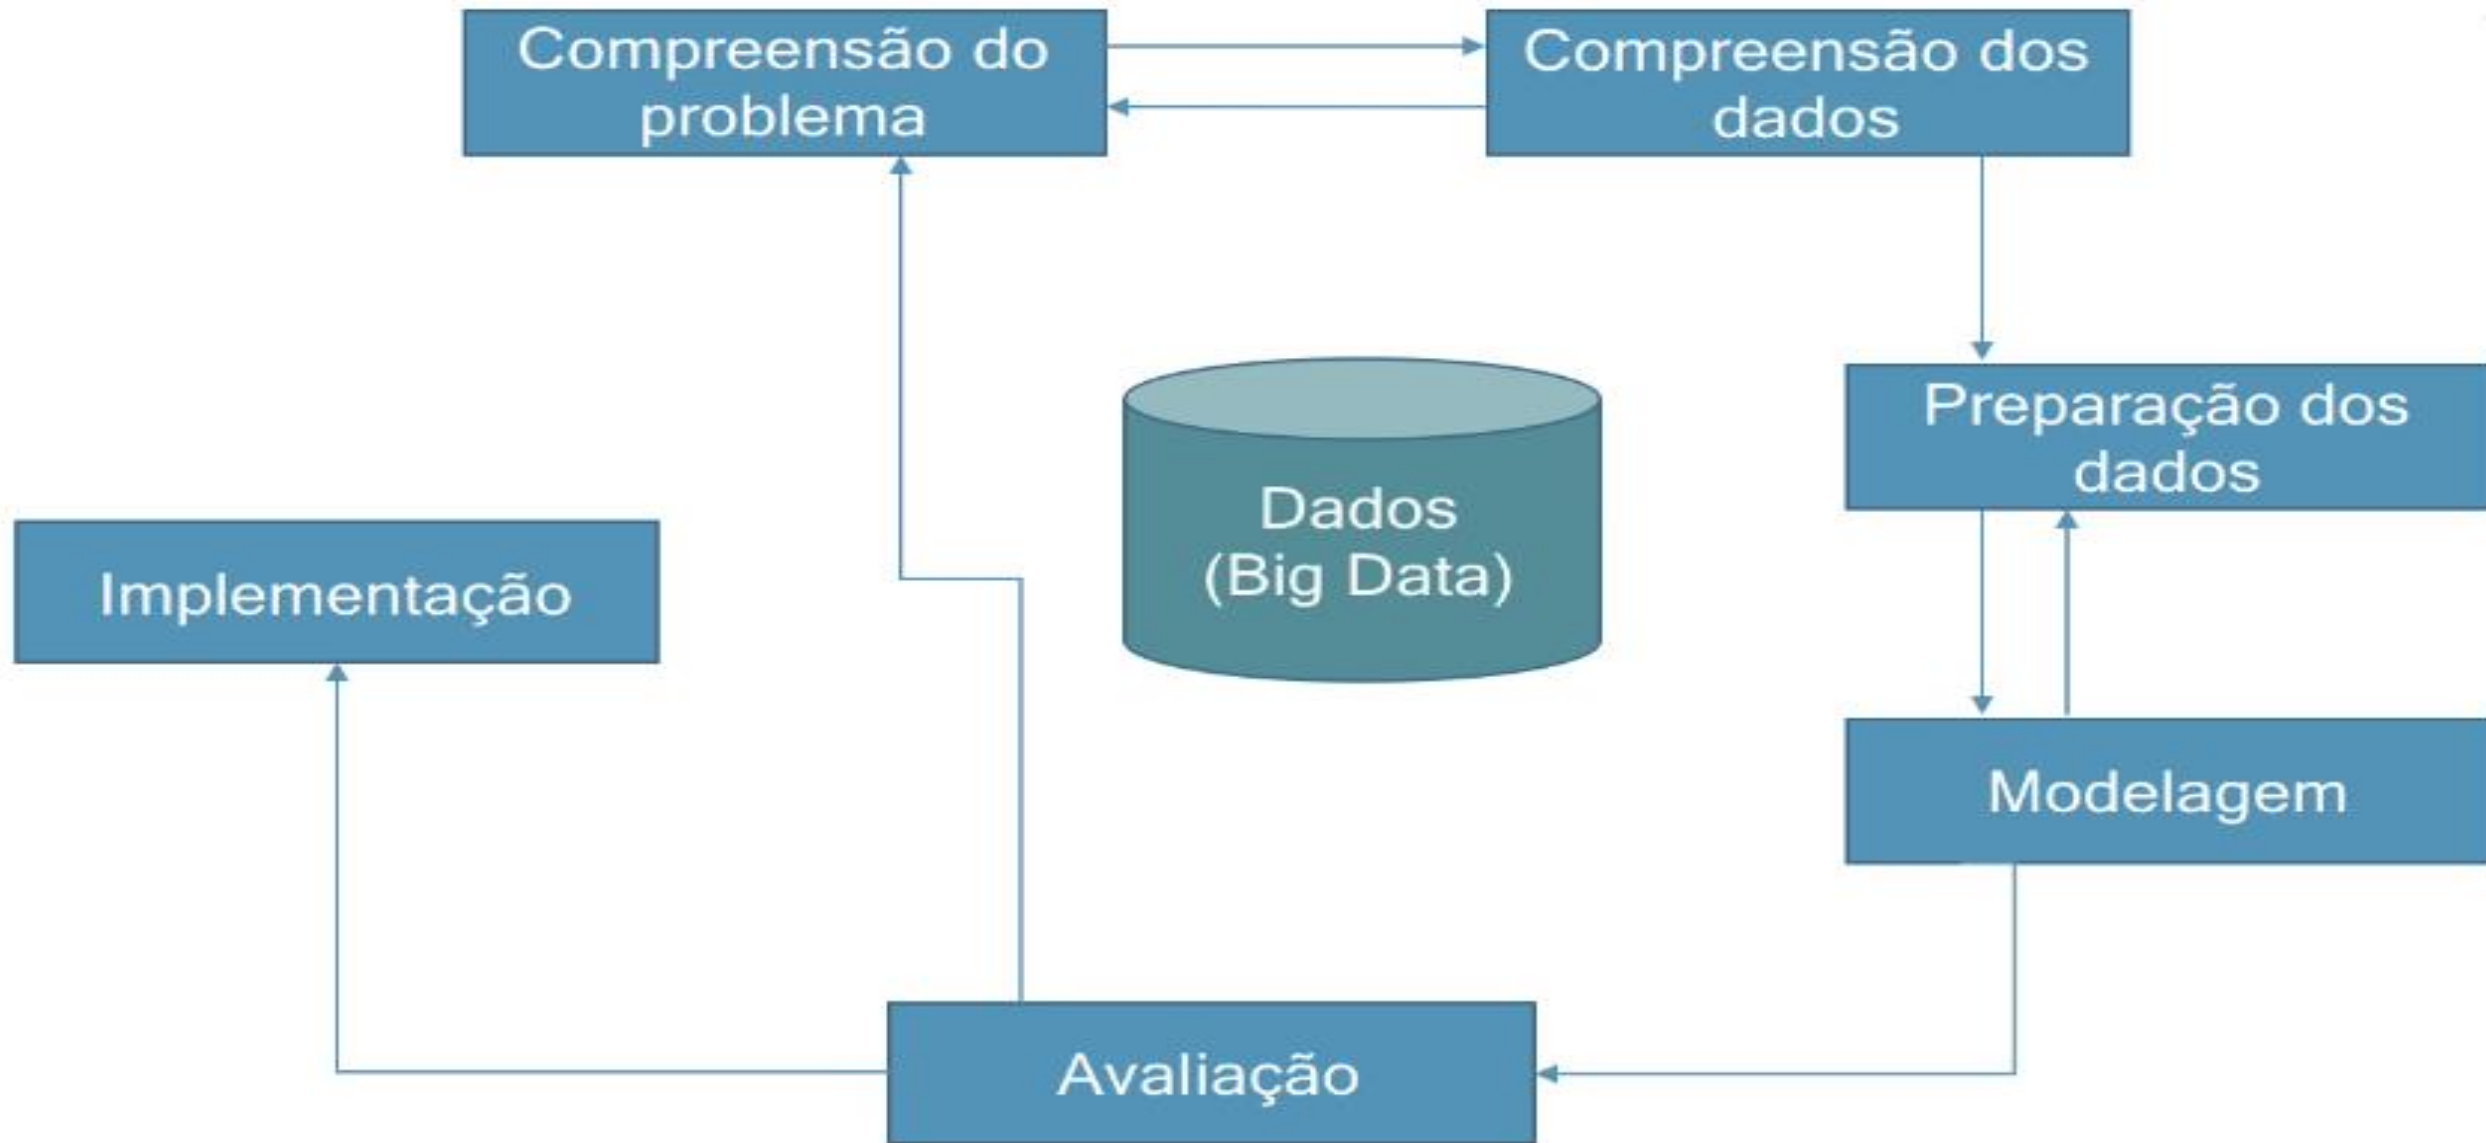 Compreensão do
problema
Compreensão dos
dados
Preparação dos
dados
Dados
(Big Data)
Implementação
Modelagem
Avaliação